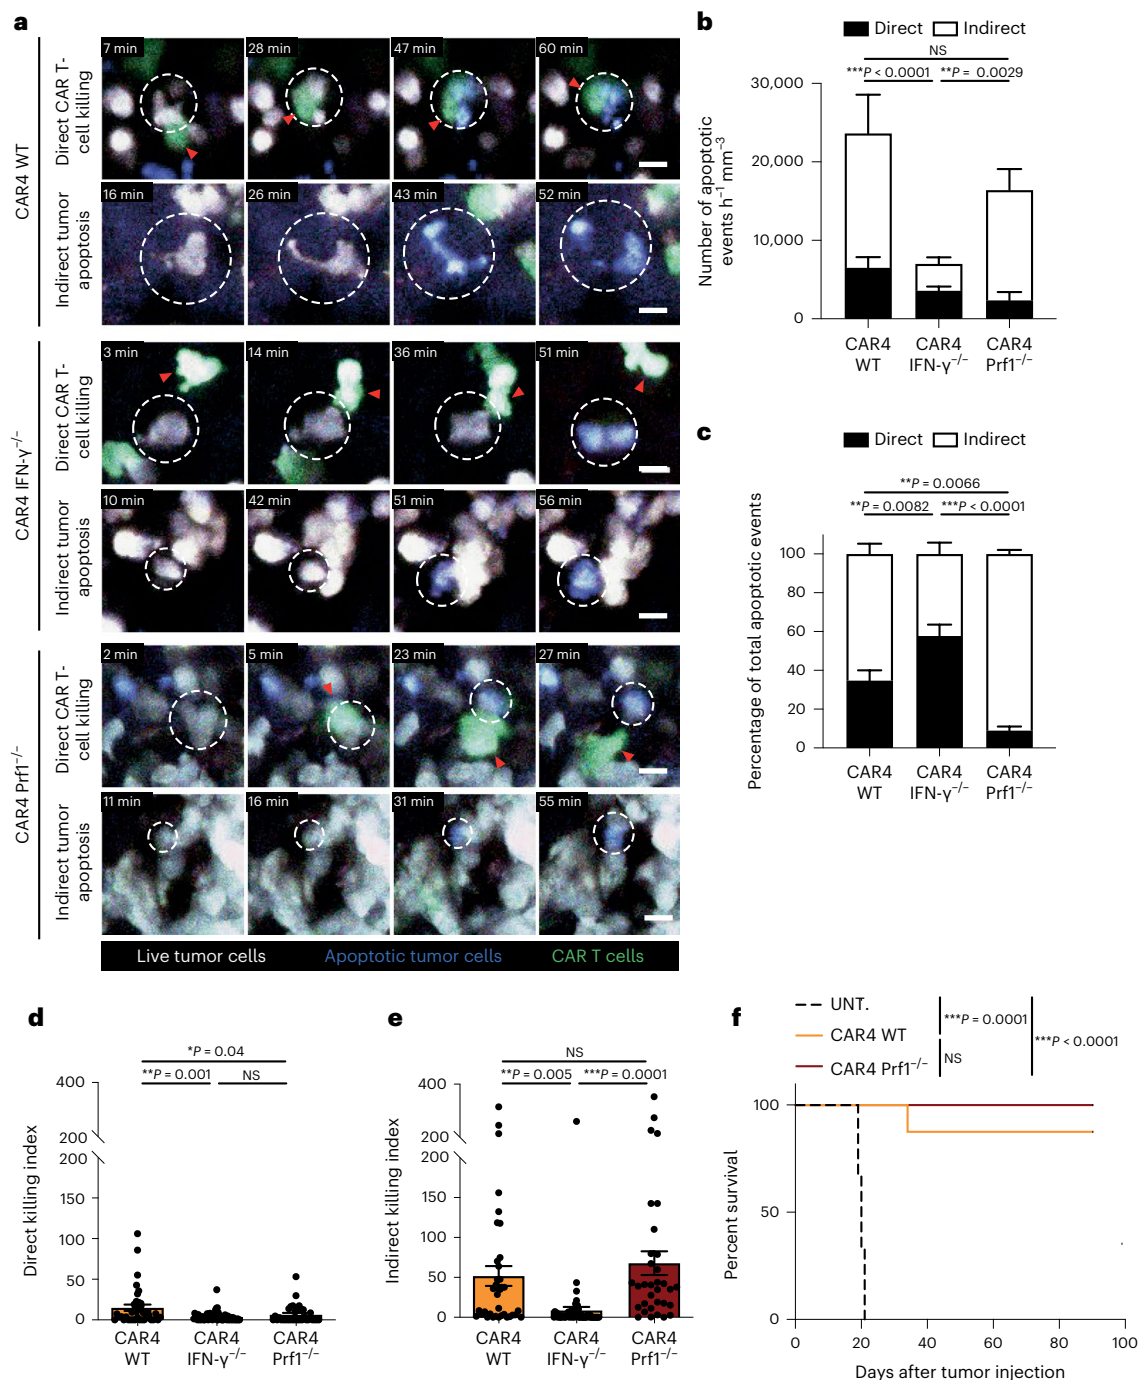 a
CAR4 WT
Direct CAR T-
cell killing
7 min
28 min
47 min
60 min
Indirect tumor
apoptosis
16 min
26 min
43 min
52 min
CAR4 IFN-γ−/−
Direct CAR T-
cell killing
3 min
14 min
36 min
51 min
Indirect tumor
apoptosis
10 min
42 min
51 min
56 min
CAR4 Prf1−/−
Direct CAR T-
cell killing
2 min
5 min
23 min
27 min
Indirect tumor
apoptosis
11 min
16 min
31 min
55 min
Live tumor cells
Apoptotic tumor cells
CAR T cells
b
Direct
Indirect
NS
***P < 0.0001
**P = 0.0029
Number of apoptotic
events h−1 mm−3
30,000
20,000
10,000
0
CAR4
WT
CAR4
IFN-γ−/−
CAR4
Prf1−/−
c
Direct
Indirect
**P = 0.0066
**P = 0.0082
***P < 0.0001
Percentage of total apoptotic events
100
80
60
40
20
0
CAR4
WT
CAR4
IFN-γ−/−
CAR4
Prf1−/−
d
*P = 0.04
**P = 0.001
NS
Direct killing index
400
200
200
150
100
50
0
CAR4
WT
CAR4
IFN-γ−/−
CAR4
Prf1−/−
e
NS
**P = 0.005
***P = 0.0001
Indirect killing index
400
200
200
150
100
50
0
CAR4
WT
CAR4
IFN-γ−/−
CAR4
Prf1−/−
f
UNT.
CAR4 WT
CAR4 Prf1−/−
***P = 0.0001
NS
***P < 0.0001
Percent survival
100
50
0
0
20
40
60
80
100
Days after tumor injection